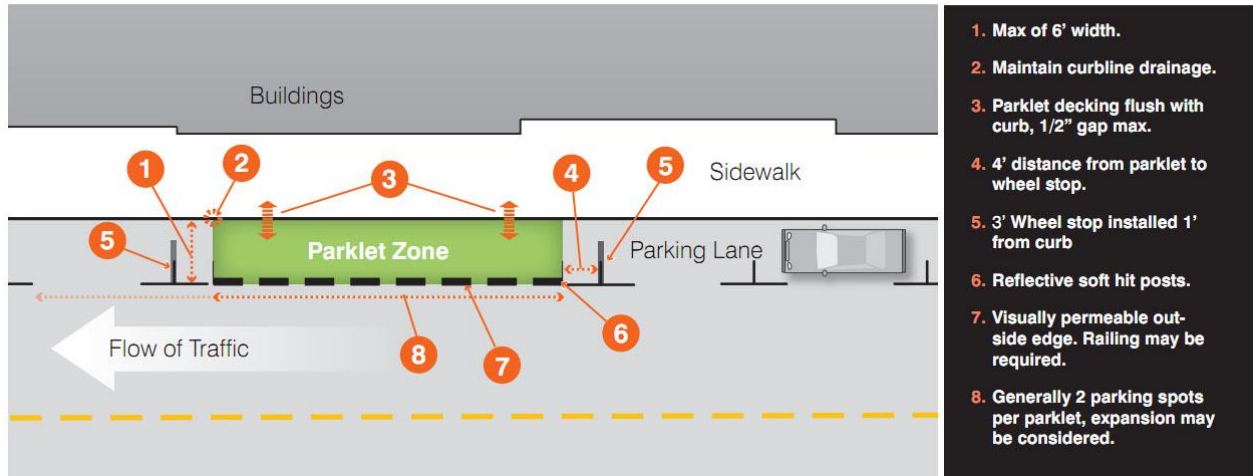 Buildings
1
2
3
4
5
Sidewalk
5
Parklet Zone
Parking Lane
Flow of Traffic
8
7
6
1. Max of 6’ width.
2. Maintain curbline drainage.
3. Parklet decking flush with
curb, 1/2” gap max.
4. 4’ distance from parklet to
wheel stop.
5. 3’ Wheel stop installed 1’
from curb
6. Reflective soft hit posts.
7. Visually permeable out-
side edge. Railing may be
required.
8. Generally 2 parking spots
per parklet, expansion may
be considered.